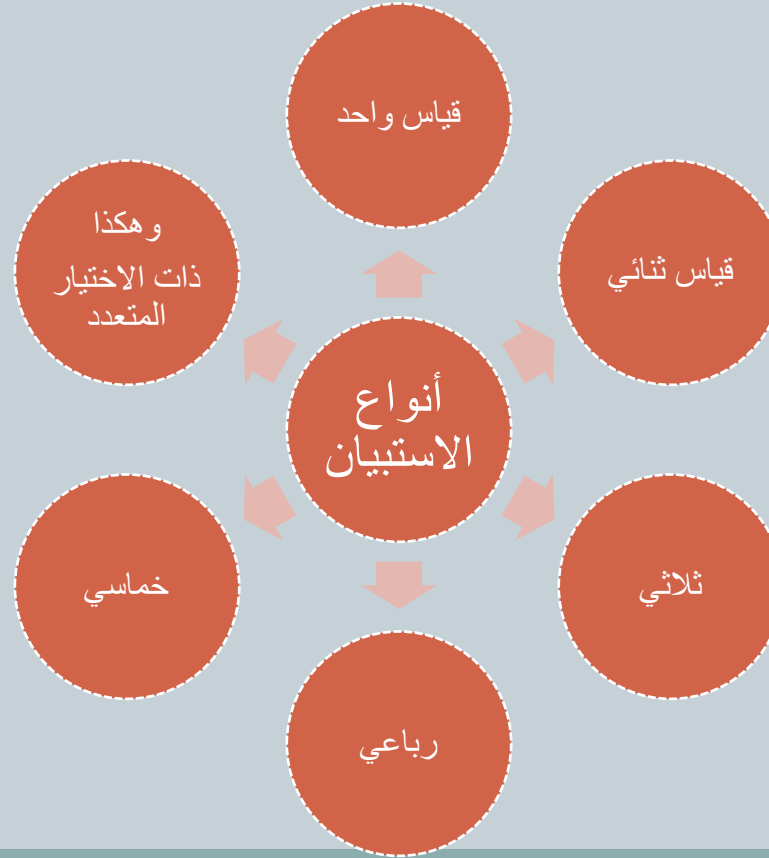 أنواع
الاستبيان
قياس واحد
قياس ثنائي
ثلاثي
رباعي
خماسي
وهكذا
ذات الاختيار
المتعدد